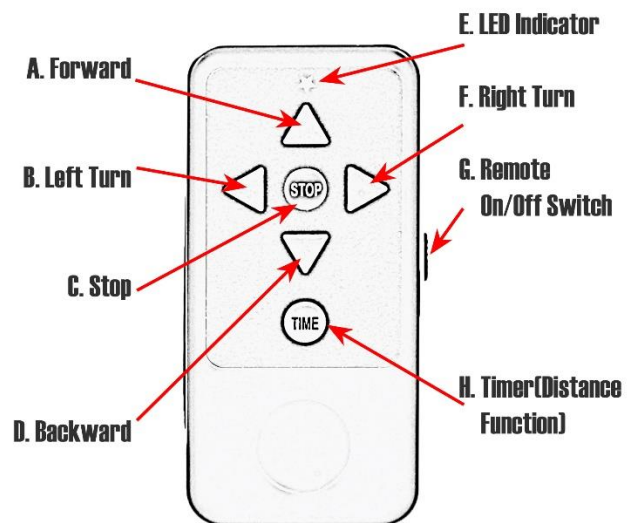 E. LED Indicator
A. Forward
F. Right Turn
B. Left Turn
STOP
G. Remote
On/Off Switch
C. Stop
TIME
H. Timer(Distance
Function)
D. Backward